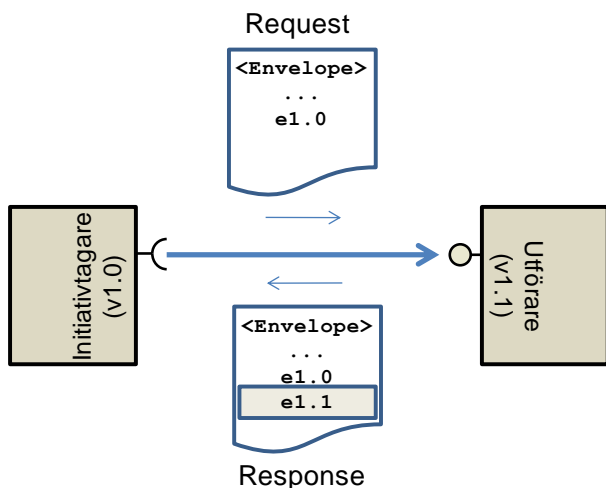 Request
<Envelope>
...
e1.0
Initiativtagare
(v1.0)
Utförare
(v1.1)
<Envelope>
...
e1.0
e1.1
Response